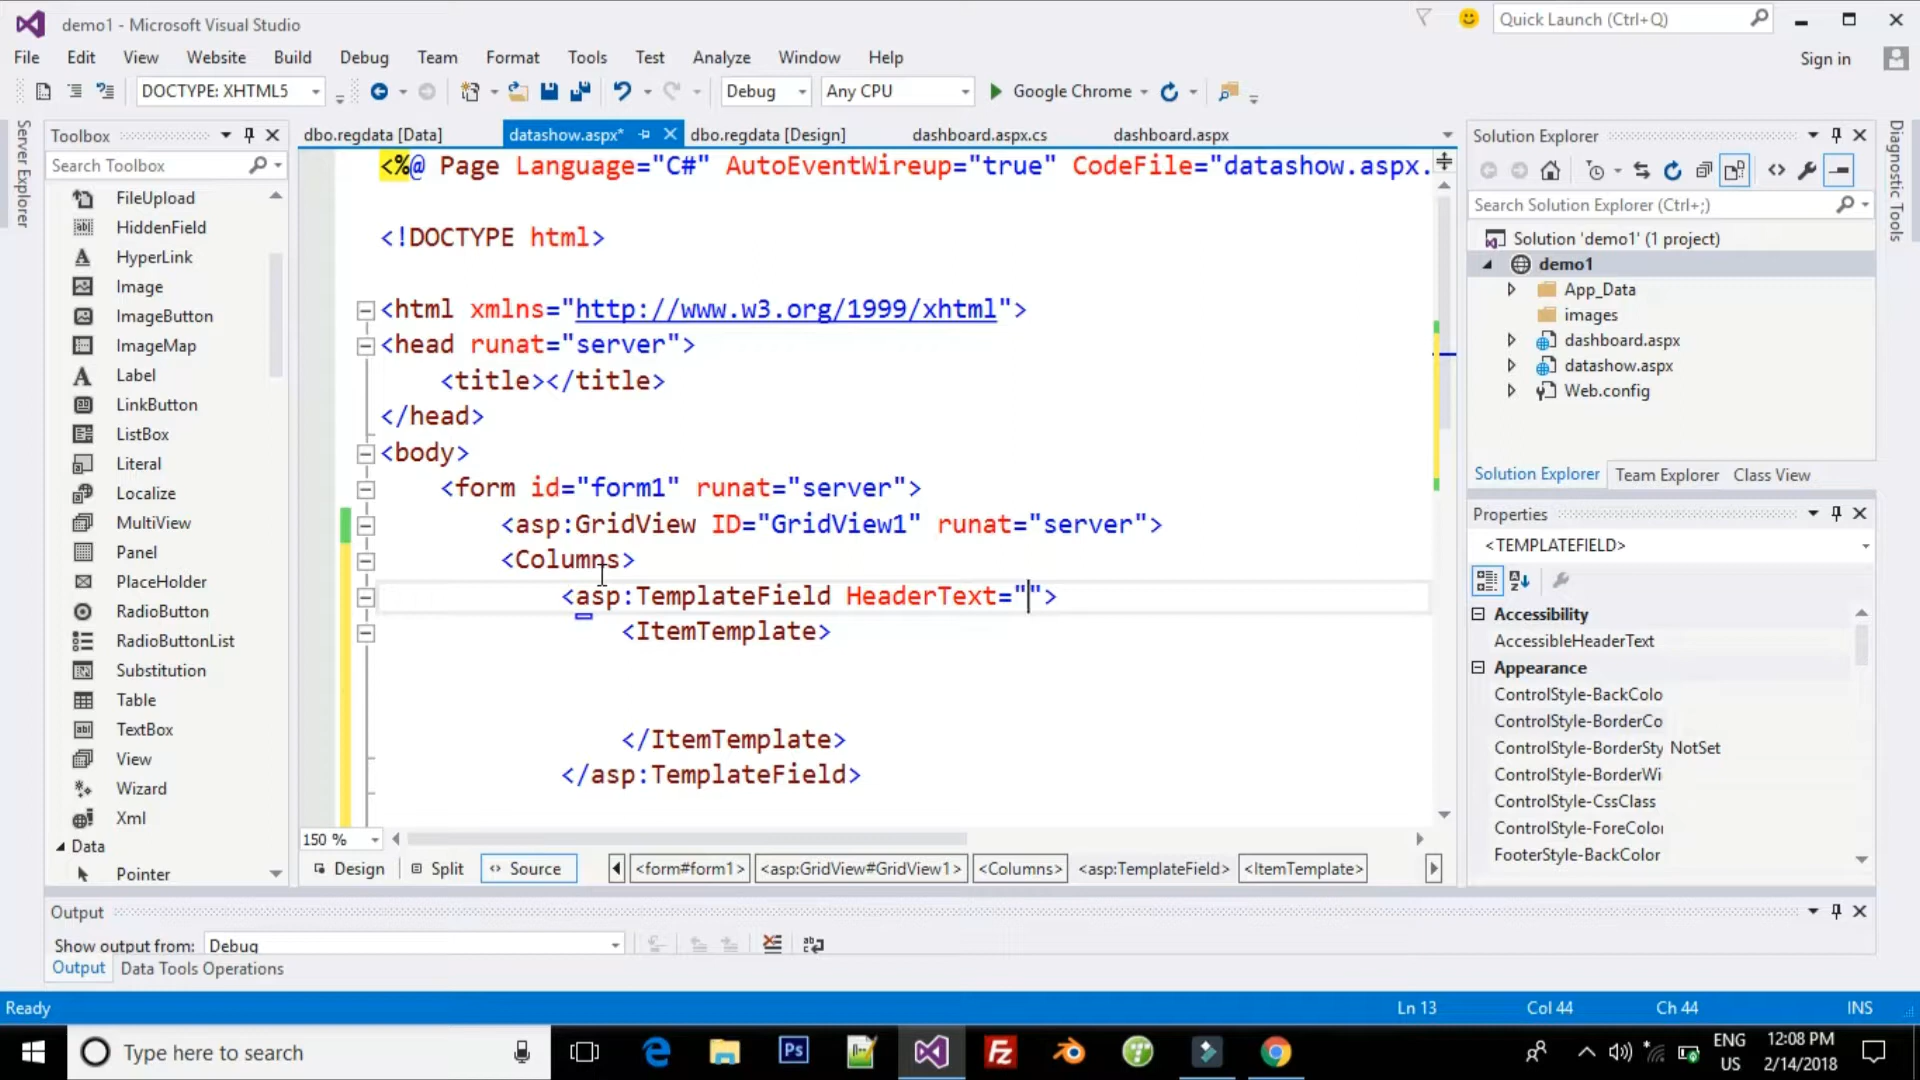 demo1 - Microsoft Visual Studio
Quick Launch (Ctrl+Q)
File Edit View Website Build Debug Team Format Tools Test Analyze Window Help
Sign in
DOCTYPE: XHTML5
Debug
Any CPU
Google Chrome
Server Explorer
Toolbox
Search Toolbox
FileUpload
HiddenField
HyperLink
Image
ImageButton
ImageMap
Label
LinkButton
ListBox
Literal
Localize
MultiView
Panel
PlaceHolder
RadioButton
RadioButtonList
Substitution
Table
TextBox
View
Wizard
Xml
Data
Pointer
dbo.regdata [Data]
datashow.aspx*
dbo.regdata [Design]
dashboard.aspx.cs
dashboard.aspx
<%@ Page Language="C#" AutoEventWireup="true" CodeFile="datashow.aspx.
<!DOCTYPE html>
<html xmlns="http://www.w3.org/1999/xhtml">
<head runat="server">
<title></title>
</head>
<body>
<form id="form1" runat="server">
<asp:GridView ID="GridView1" runat="server">
<Columns>
<asp:TemplateField HeaderText="">
<ItemTemplate>
</ItemTemplate>
</asp:TemplateField>
150 %
Design
Split
Source
<form#form1>
<asp:GridView#GridView1>
<Columns>
<asp:TemplateField>
<ItemTemplate>
Solution Explorer
Search Solution Explorer (Ctrl+;)
Solution 'demo1' (1 project)
demo1
App_Data
images
dashboard.aspx
datashow.aspx
Web.config
Solution Explorer
Team Explorer
Class View
Properties
<TEMPLATEFIELD>
Accessibility
AccessibleHeaderText
Appearance
ControlStyle-BackColo
ControlStyle-BorderCo
ControlStyle-BorderSty NotSet
ControlStyle-BorderWi
ControlStyle-CssClass
ControlStyle-ForeColor
FooterStyle-BackColor
Diagnostic Tools
Output
Show output from: Debug
Output
Data Tools Operations
Ready
Ln 13
Col 44
Ch 44
INS
Type here to search
Ps
Fz
ENG
US
12:08 PM
2/14/2018